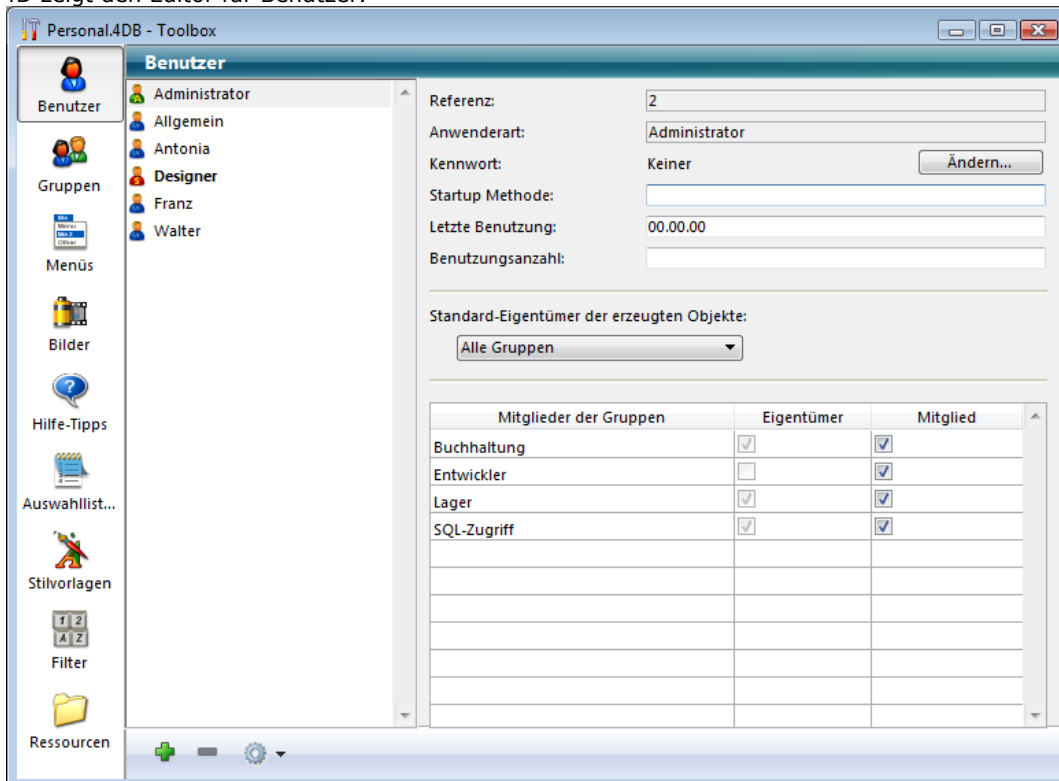 4D zeigt den Editor für Benutzer:
Personal.4DB - Toolbox
Benutzer
Benutzer
Gruppen
Menüs
Bilder
Hilfe-Tipps
Auswahllist...
Stilvorlagen
Filter
Ressourcen
Administrator
Allgemein
Antonia
Designer
Franz
Walter
Referenz: 2
Anwenderart: Administrator
Kennwort: Keiner Ändern...
Startup Methode:
Letzte Benutzung: 00.00.00
Benutzungsanzahl:
Standard-Eigentümer der erzeugten Objekte:
Alle Gruppen
Mitglieder der Gruppen Eigentümer Mitglied
Buchhaltung
Entwickler
Lager
SQL-Zugriff